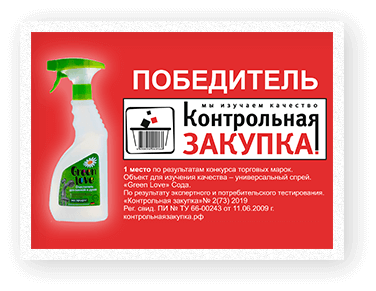 ПОБЕДИТЕЛЬ
мы изучаем качество
Контрольная
ЗАКУПКА!
1 место по результатам конкурса торговых марок.
Объект для изучения качества – универсальный спрей.
«Green Love» Сода.
По результату экспертного и потребительского тестирования.
«Контрольная закупка»№ 2(73) 2019
Рег. свид. ПИ № ТУ 66-00243 от 11.06.2009 г.
контрольнаязакупка.рф
Green
Love